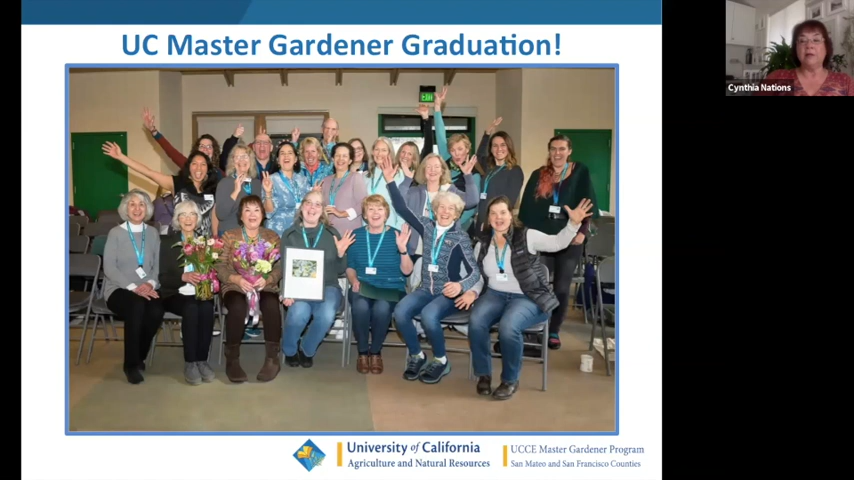 UC Master Gardener Graduation!
Cynthia Nations
EXIT
University of California
Agriculture and Natural Resources
UCCE Master Gardener Program
San Mateo and San Francisco Counties